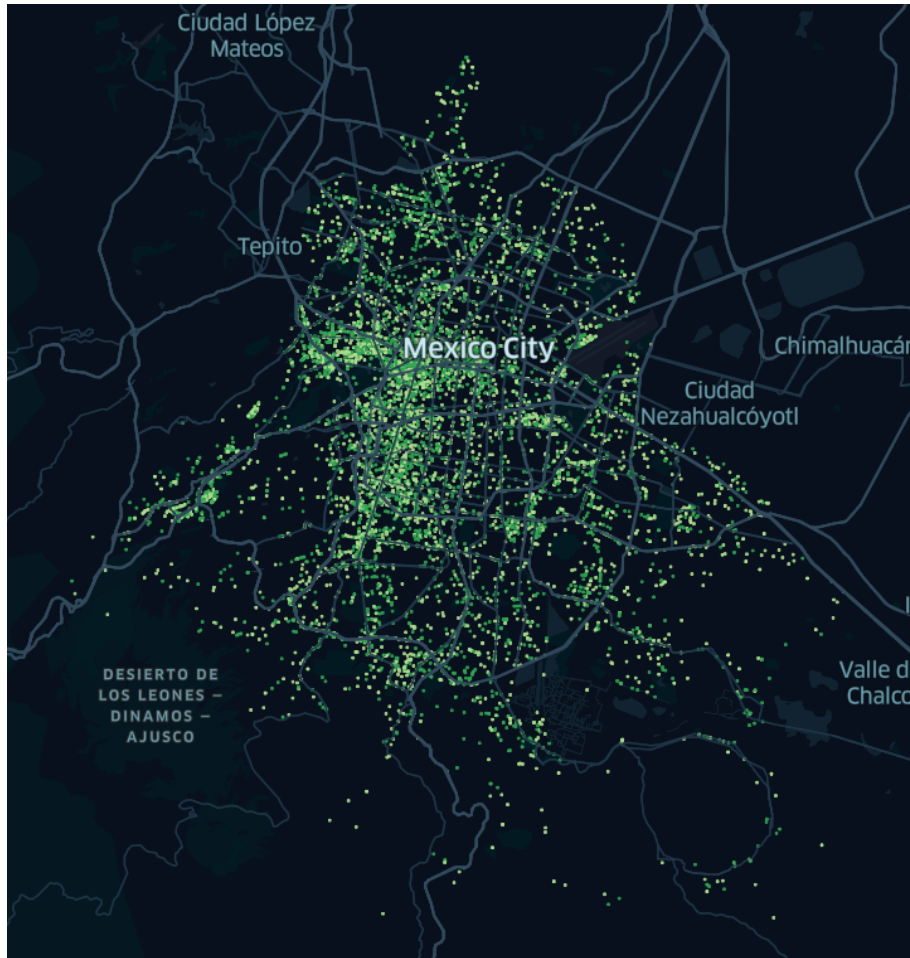 Ciudad López
Mateos
Tepito
Mexico City
Chimalhuacán
Ciudad
Nezahualcóyotl
DESIERTO DE
LOS LEONES –
DINAMOS –
AJUSCO
Valle d
Chalco